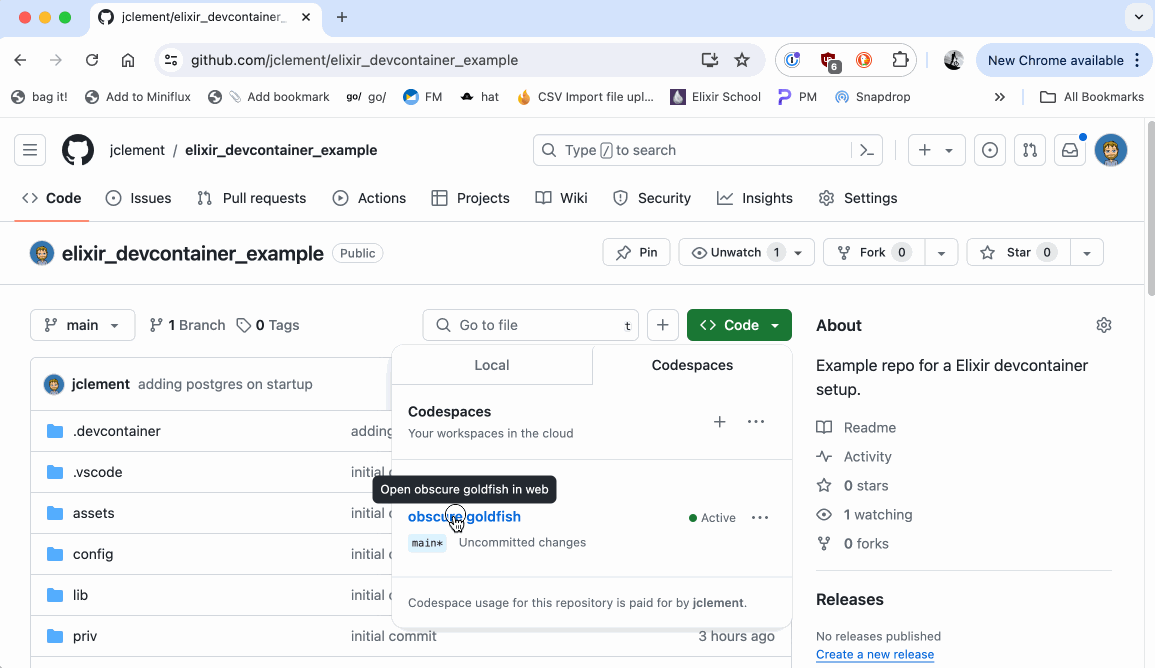 jclement/elixir_devcontainer_
github.com/jclement/elixir_devcontainer_example
6
New Chrome available
bag it!
Add to Miniflux
Add bookmark
go/ go/
FM
hat
CSV Import file upl...
Elixir School
PM
Snapdrop
All Bookmarks
jclement / elixir_devcontainer_example
Type / to search
Code
Issues
Pull requests
Actions
Projects
Wiki
Security
Insights
Settings
elixir_devcontainer_example Public
Pin
Unwatch 1
Fork 0
Star 0
main
1 Branch
0 Tags
Go to file t
Code
About
Local
Codespaces
Example repo for a Elixir devcontainer
setup.
jclement adding postgres on startup
Codespaces
Your workspaces in the cloud
.devcontainer
adding
Readme
.vscode
initial
Activity
0 stars
Open obscure goldfish in web
assets
initial
obscure goldfish
Active
1 watching
main* Uncommitted changes
0 forks
config
initial
lib
initial
Codespace usage for this repository is paid for by jclement.
Releases
priv
initial commit
3 hours ago
No releases published
Create a new release